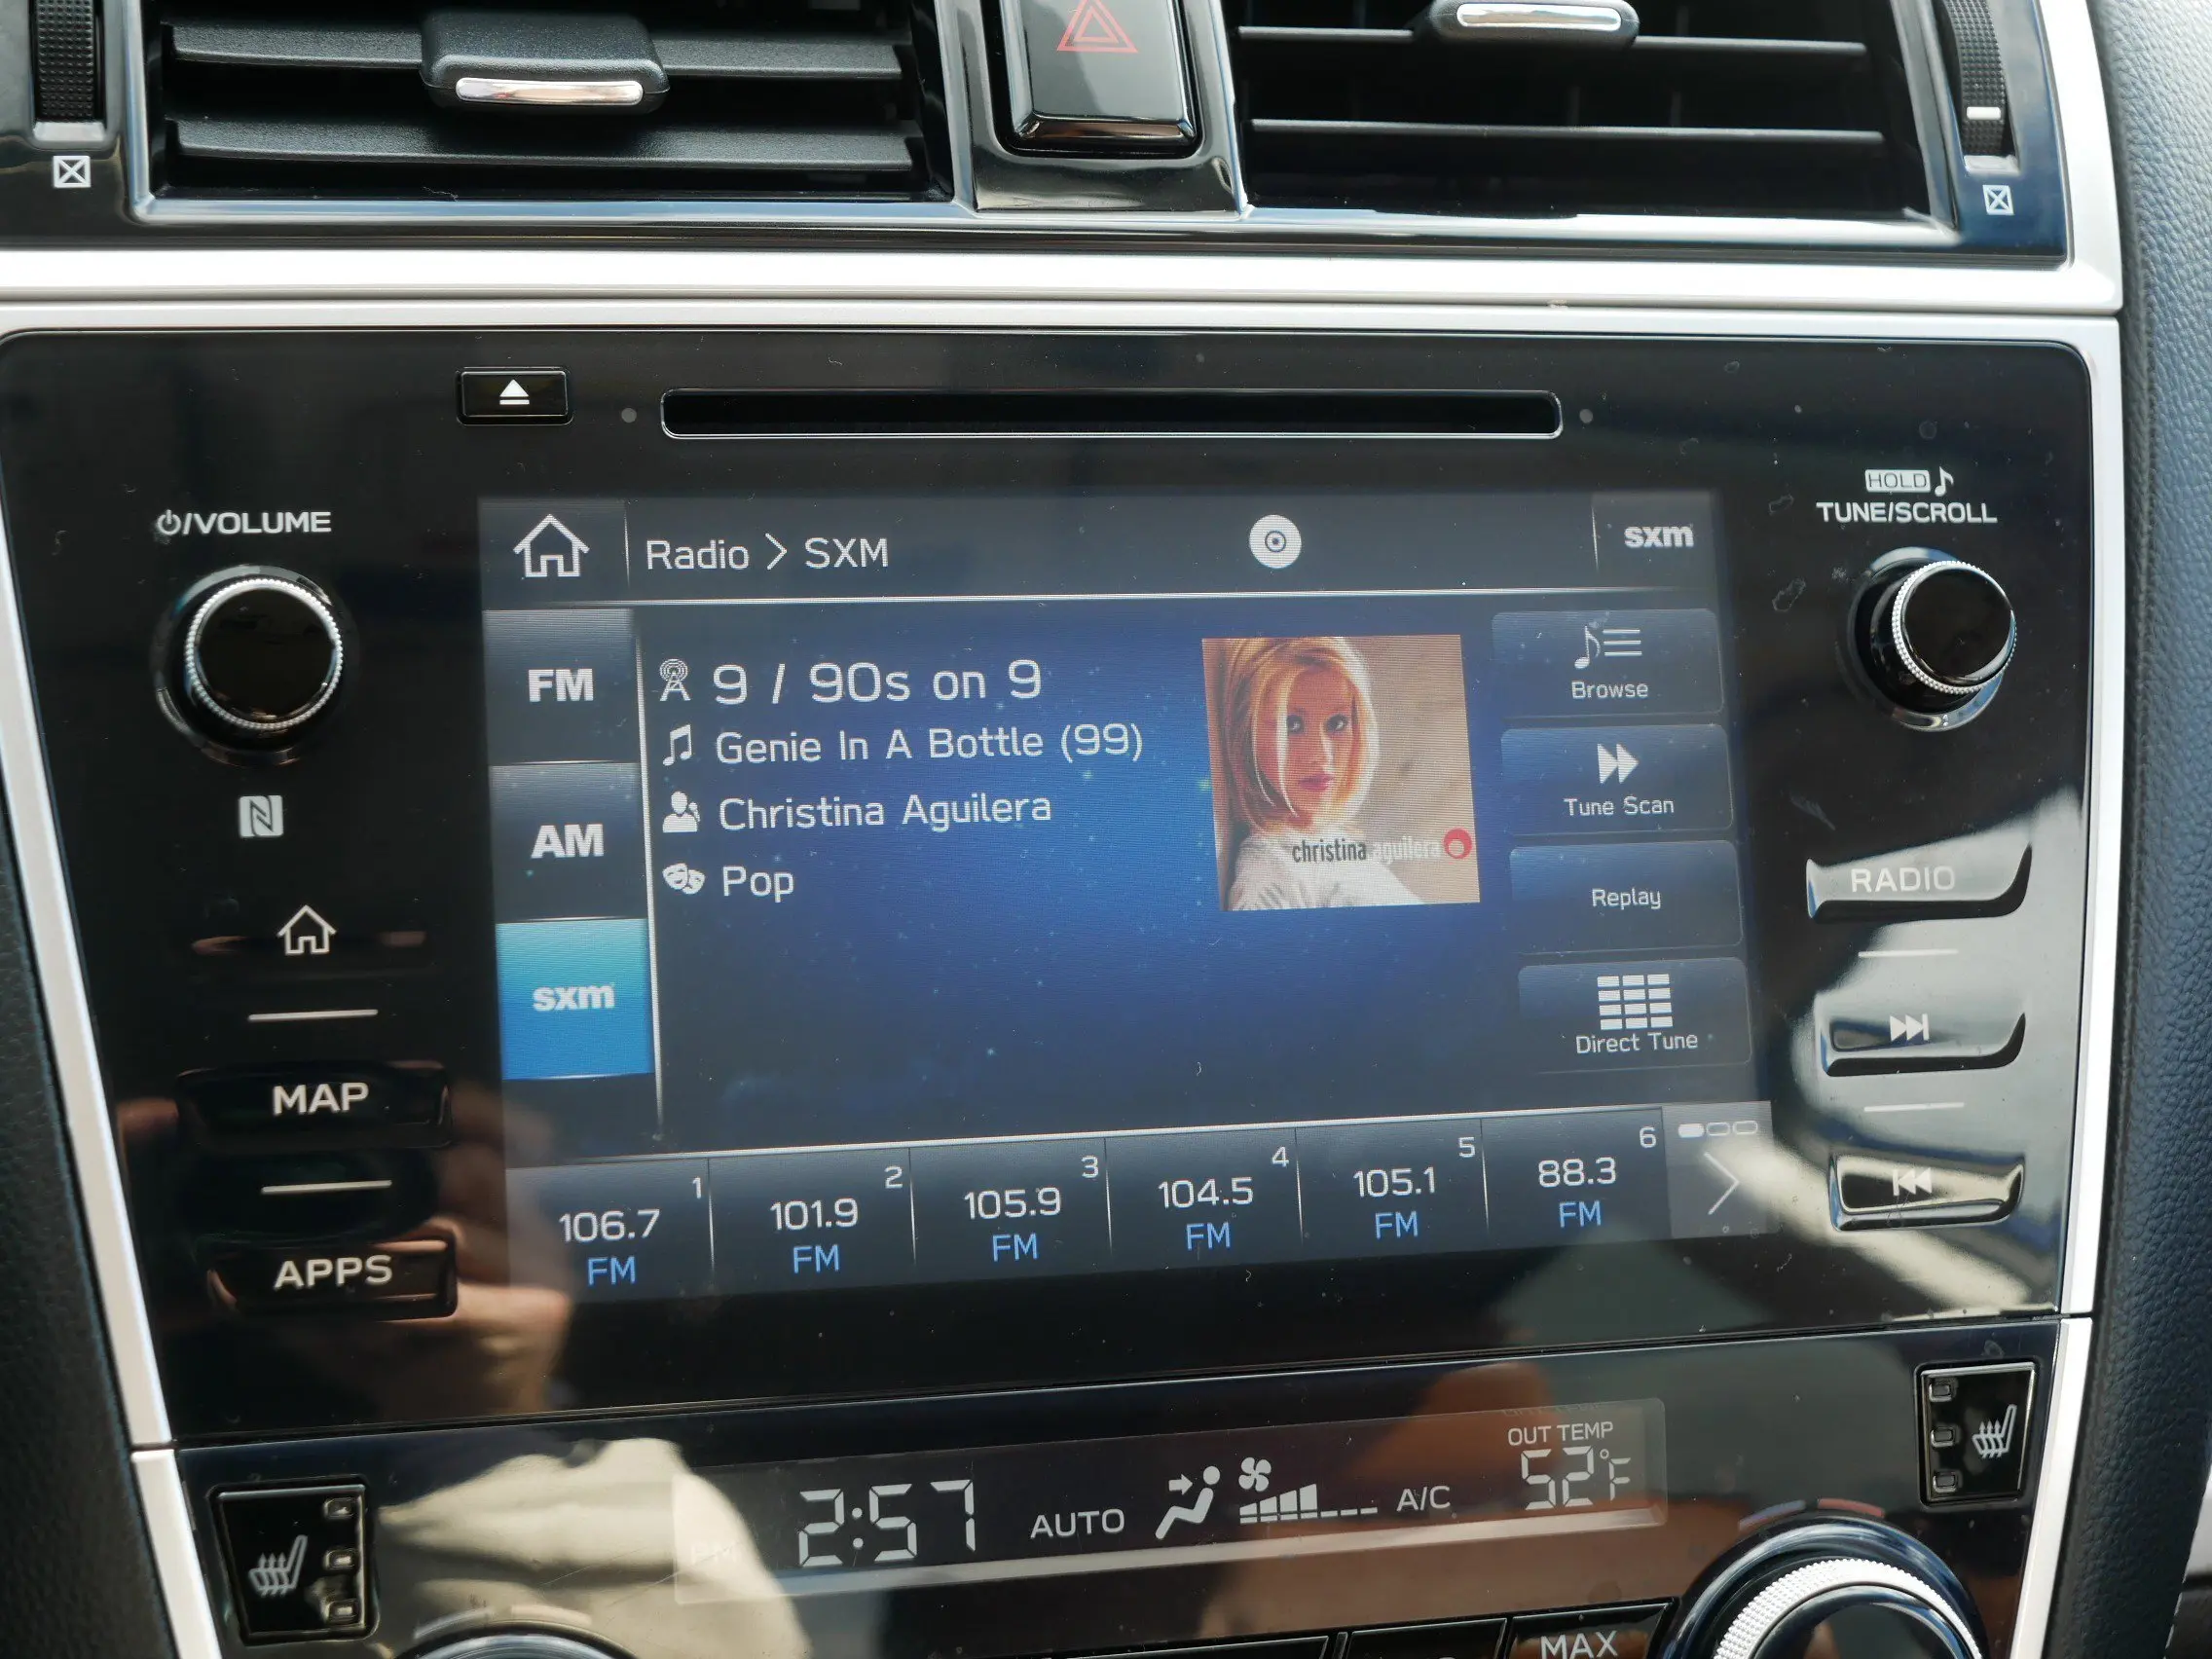 /VOLUME
HOLD
TUNE/SCROLL
Radio > SXM
sxm
FM
AM
sxm
9 / 90s on 9
Genie In A Bottle (99)
Christina Aguilera
Pop
christina aguilera
Browse
Tune Scan
Replay
Direct Tune
RADIO
MAP
APPS
1
106.7
FM
2
101.9
FM
3
105.9
FM
4
104.5
FM
5
105.1
FM
6
88.3
FM
2:57
AUTO
A/C
OUT TEMP
52°F
MAX